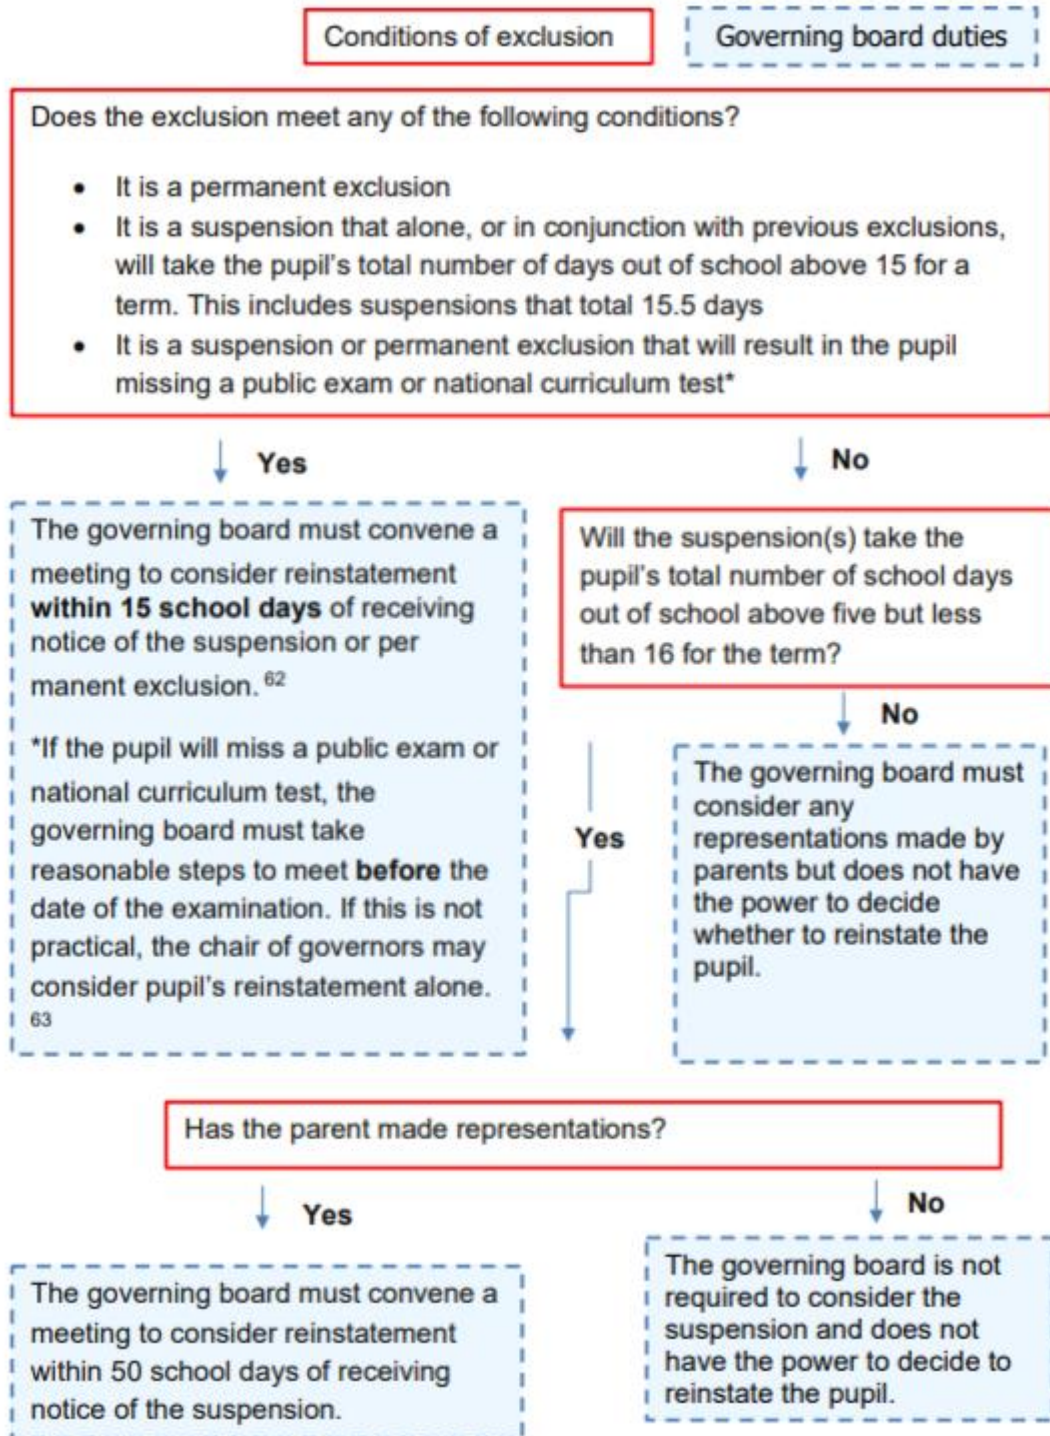 Conditions of exclusion
Governing board duties
Does the exclusion meet any of the following conditions?
• It is a permanent exclusion
• It is a suspension that alone, or in conjunction with previous exclusions,
will take the pupil's total number of days out of school above 15 for a
term. This includes suspensions that total 15.5 days
• It is a suspension or permanent exclusion that will result in the pupil
missing a public exam or national curriculum test*
Yes
No
The governing board must convene a
meeting to consider reinstatement
within 15 school days of receiving
notice of the suspension or per
manent exclusion. 62
*If the pupil will miss a public exam or
national curriculum test, the
governing board must take
reasonable steps to meet before the
date of the examination. If this is not
practical, the chair of governors may
consider pupil's reinstatement alone.
63
Will the suspension(s) take the
pupil's total number of school days
out of school above five but less
than 16 for the term?
No
Yes
The governing board must
consider any
representations made by
parents but does not have
the power to decide
whether to reinstate the
pupil.
Has the parent made representations?
Yes
No
The governing board must convene a
meeting to consider reinstatement
within 50 school days of receiving
notice of the suspension.
The governing board is not
required to consider the
suspension and does not
have the power to decide to
reinstate the pupil.